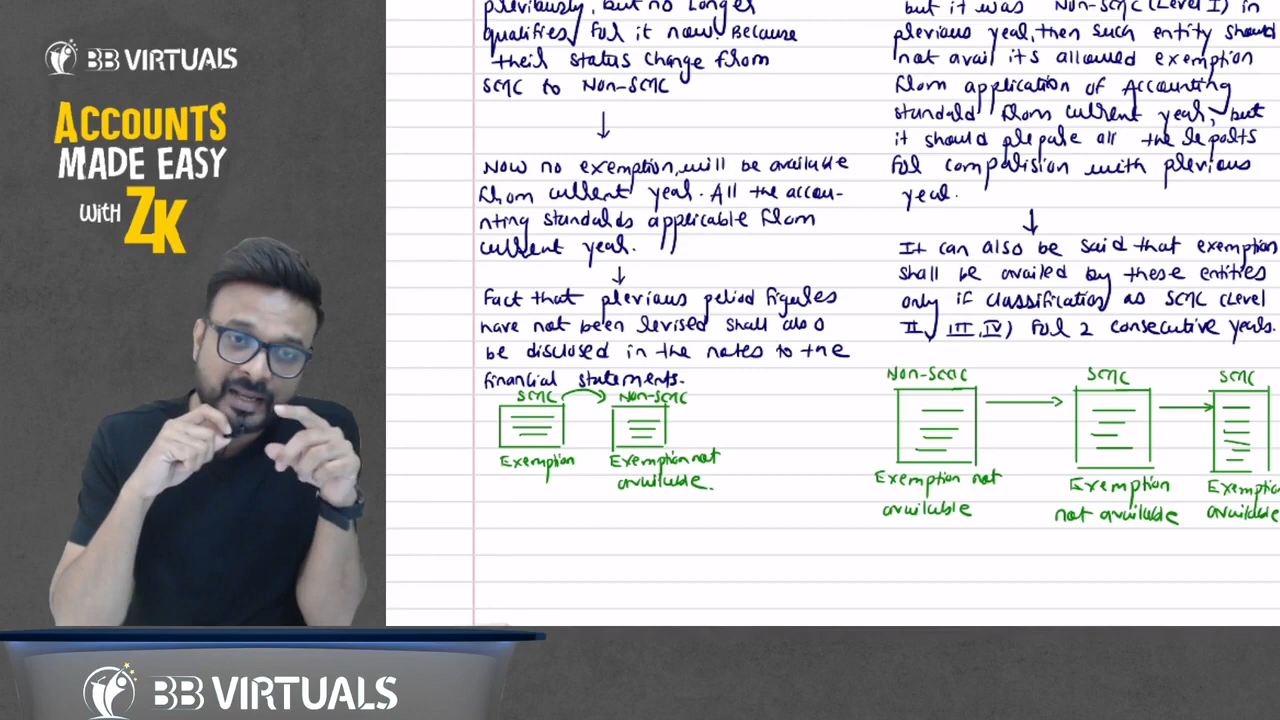 BB VIRTUALS
ACCOUNTS
MADE EASY
WITH ZK
previously, but no longer
qualifies for it now. Because
their status change from
SMC to Non-SMC
↓
Now no exemption, will be available
from current year. All the accou-
nting standards applicable from
current year.
↓
Fact that previous period figures
have not been revised shall also
be disclosed in the notes to the
financial statements.
SMC → Non-SMC
Exemption
Exemption not
available.
but it was Non-SMC (Level I) in
previous year, then such entity should
not avail its allowed exemption
from application of Accounting
standard from current year, but
it should prepare all the reports
for comparision with previous
year.
↓
It can also be said that exemption
shall be availed by these entities
only if classification as SMC (Level
II, III, IV) for 2 consecutive years.
Non-SMC → SMC → SMC
Exemption not
available
Exemption
not available
Exemptio
available
BB VIRTUALS